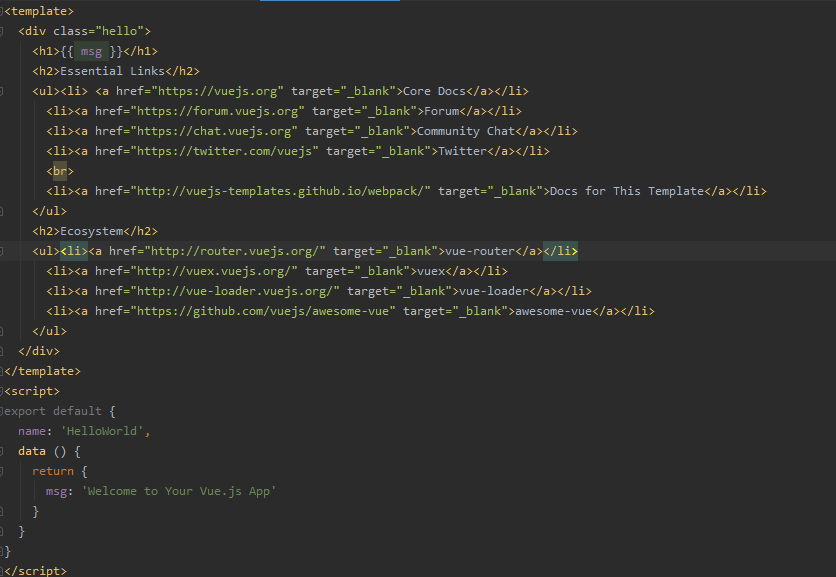 <template>
  <div class="hello">
    <h1>{{ msg }}</h1>
    <h2>Essential Links</h2>
    <ul><li> <a href="https://vuejs.org" target="_blank">Core Docs</a></li>
      <li><a href="https://forum.vuejs.org" target="_blank">Forum</a></li>
      <li><a href="https://chat.vuejs.org" target="_blank">Community Chat</a></li>
      <li><a href="https://twitter.com/vuejs" target="_blank">Twitter</a></li>
      <br>
      <li><a href="http://vuejs-templates.github.io/webpack/" target="_blank">Docs for This Template</a></li>
    </ul>
    <h2>Ecosystem</h2>
    <ul><li><a href="http://router.vuejs.org/" target="_blank">vue-router</a></li>
      <li><a href="http://vuex.vuejs.org/" target="_blank">vuex</a></li>
      <li><a href="http://vue-loader.vuejs.org/" target="_blank">vue-loader</a></li>
      <li><a href="https://github.com/vuejs/awesome-vue" target="_blank">awesome-vue</a></li>
    </ul>
  </div>
</template>
<script>
export default {
  name: 'HelloWorld',
  data () {
    return {
      msg: 'Welcome to Your Vue.js App'
    }
  }
}
</script>